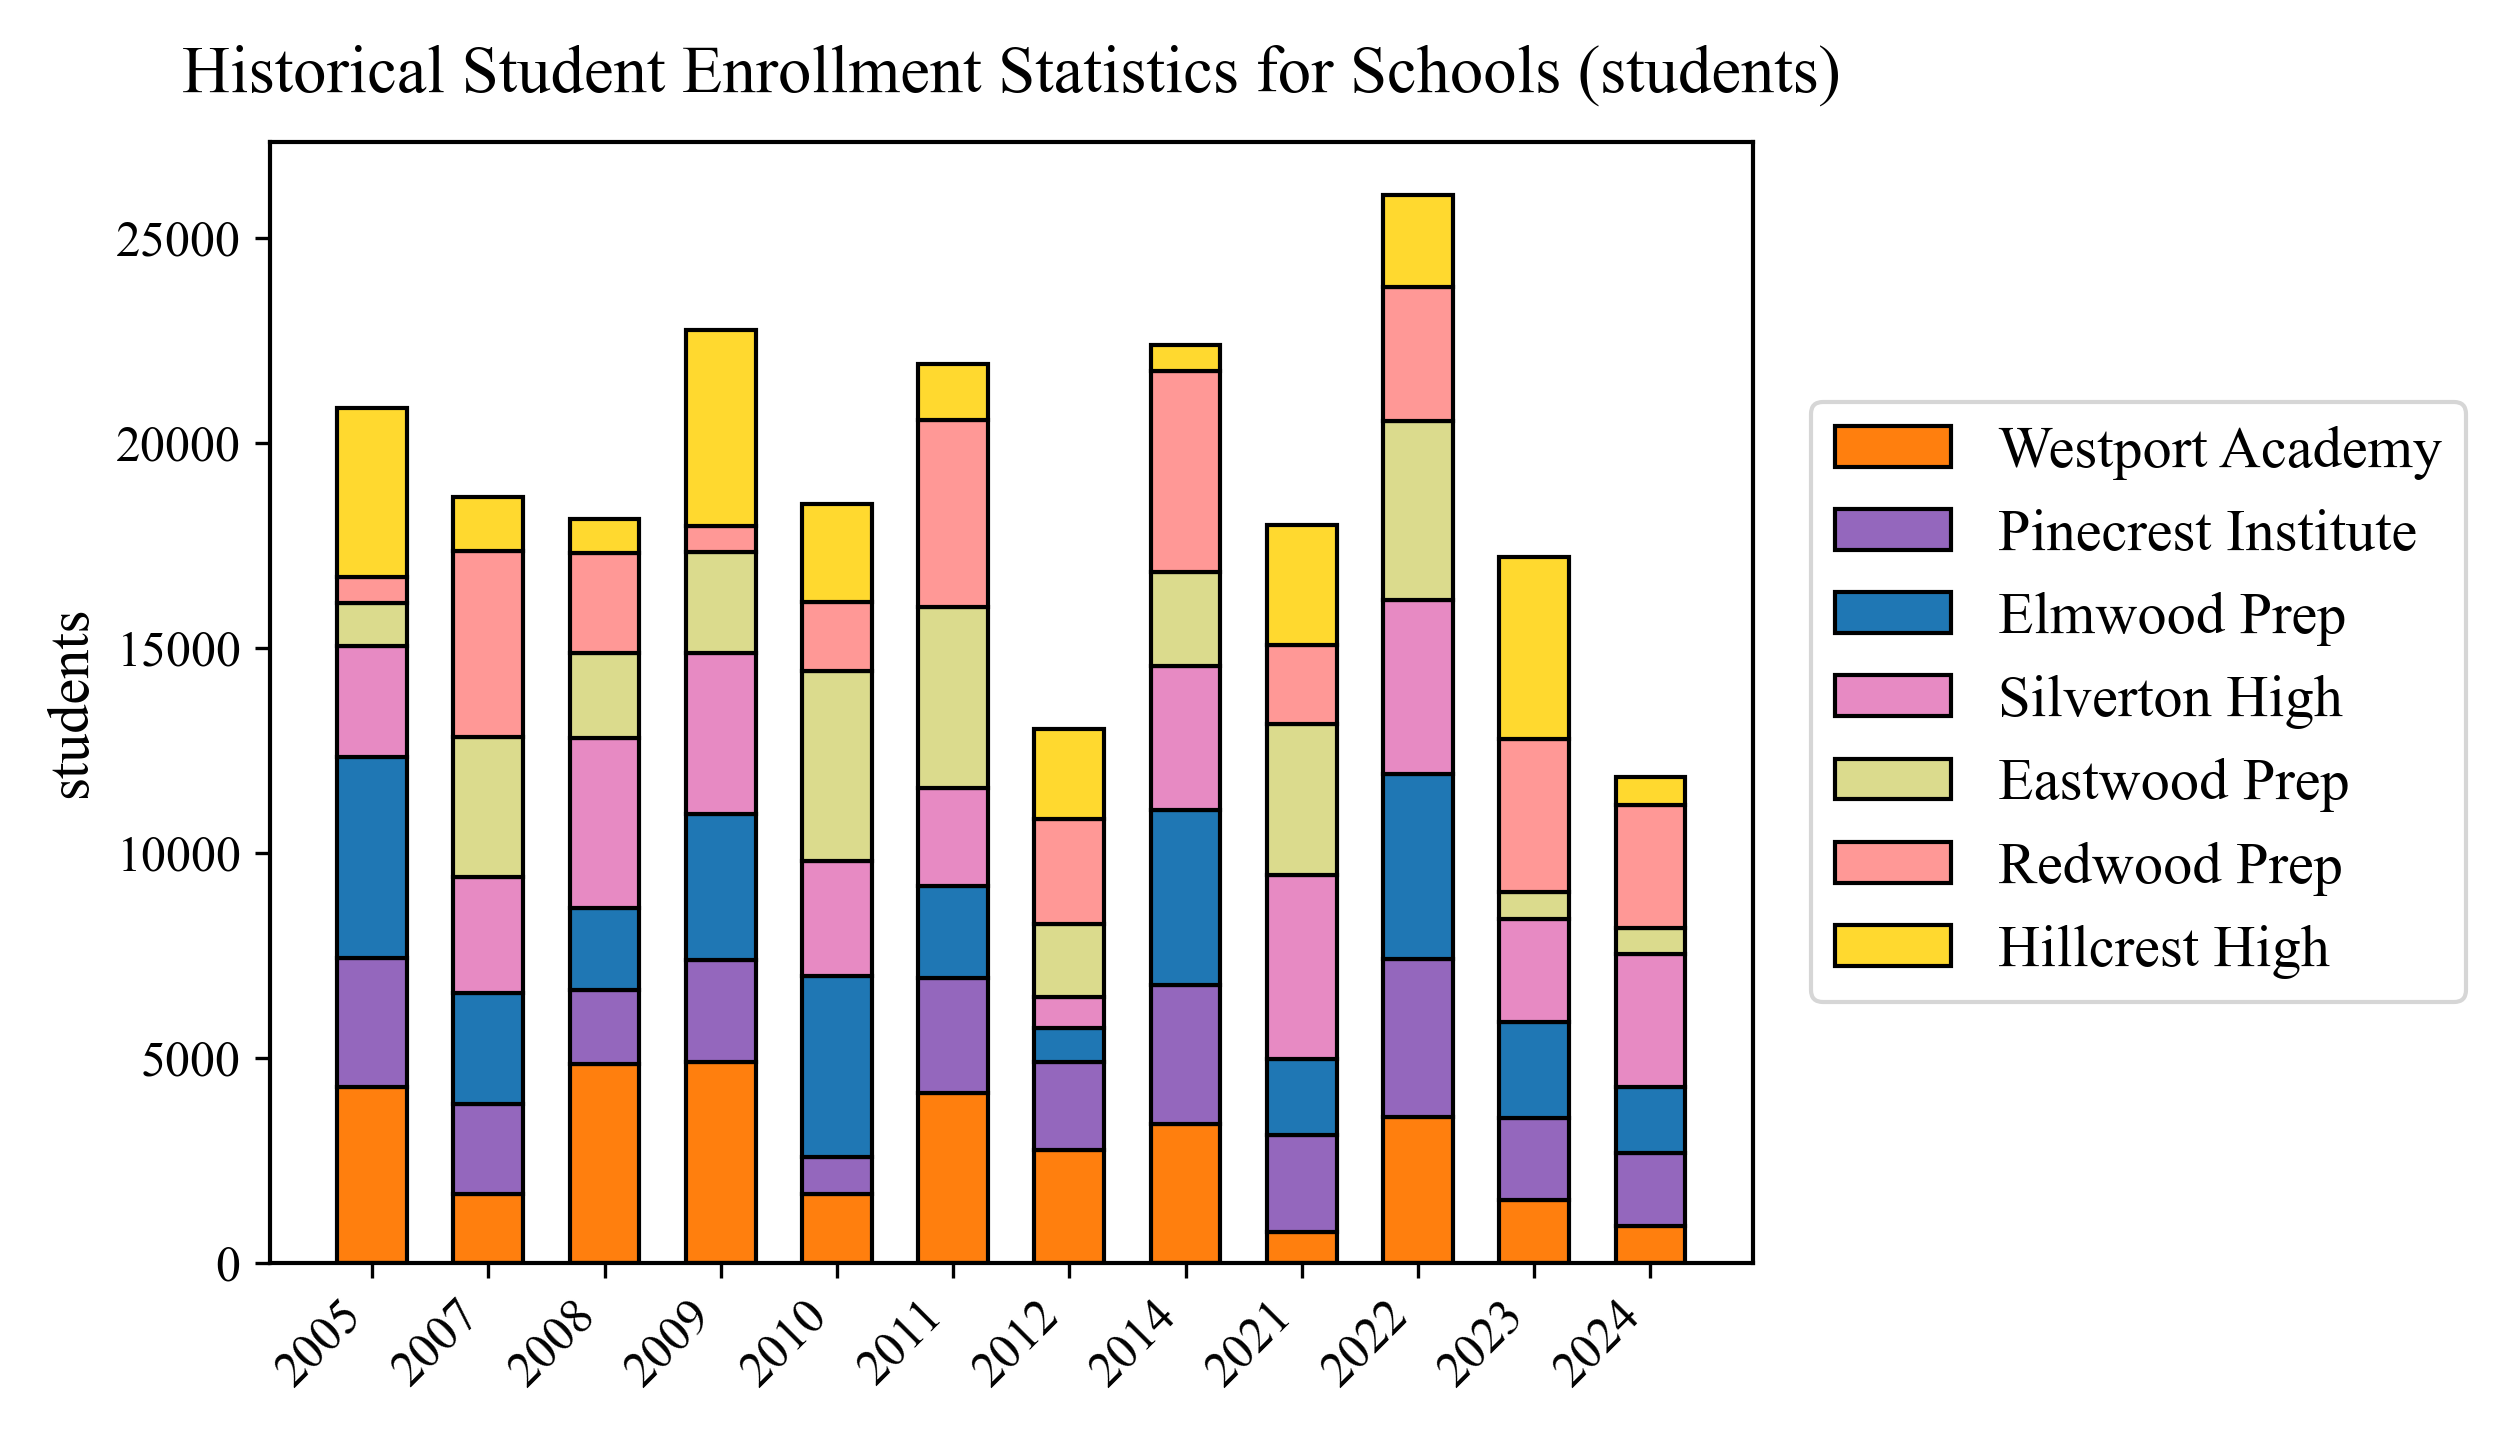 Historical Student Enrollment Statistics for Schools (students)
students
25000
20000
15000
10000
5000
0
2005
2007
2008
2009
2010
2011
2012
2014
2021
2022
2023
2024
Westport Academy
Pinecrest Institute
Elmwood Prep
Silverton High
Eastwood Prep
Redwood Prep
Hillcrest High